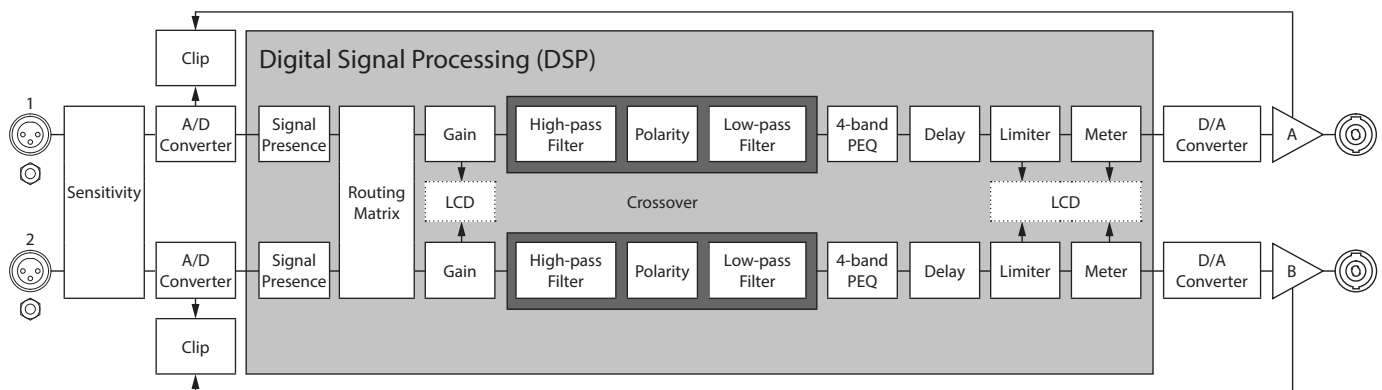 Clip
Digital Signal Processing (DSP)
1
A/D
Converter
Signal
Presence
Gain
High-pass
Filter
Polarity
Low-pass
Filter
4-band
PEQ
Delay
Limiter
Meter
D/A
Converter
A
Sensitivity
Routing
Matrix
LCD
Crossover
LCD
2
A/D
Converter
Signal
Presence
Gain
High-pass
Filter
Polarity
Low-pass
Filter
4-band
PEQ
Delay
Limiter
Meter
D/A
Converter
B
Clip